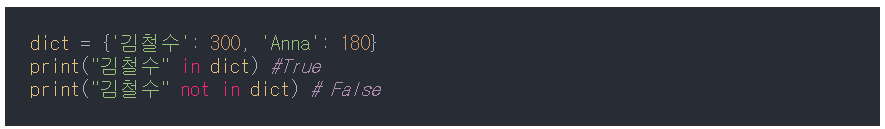 dict = {'김철수': 300, 'Anna': 180}
print("김철수" in dict) #True
print("김철수" not in dict) # False